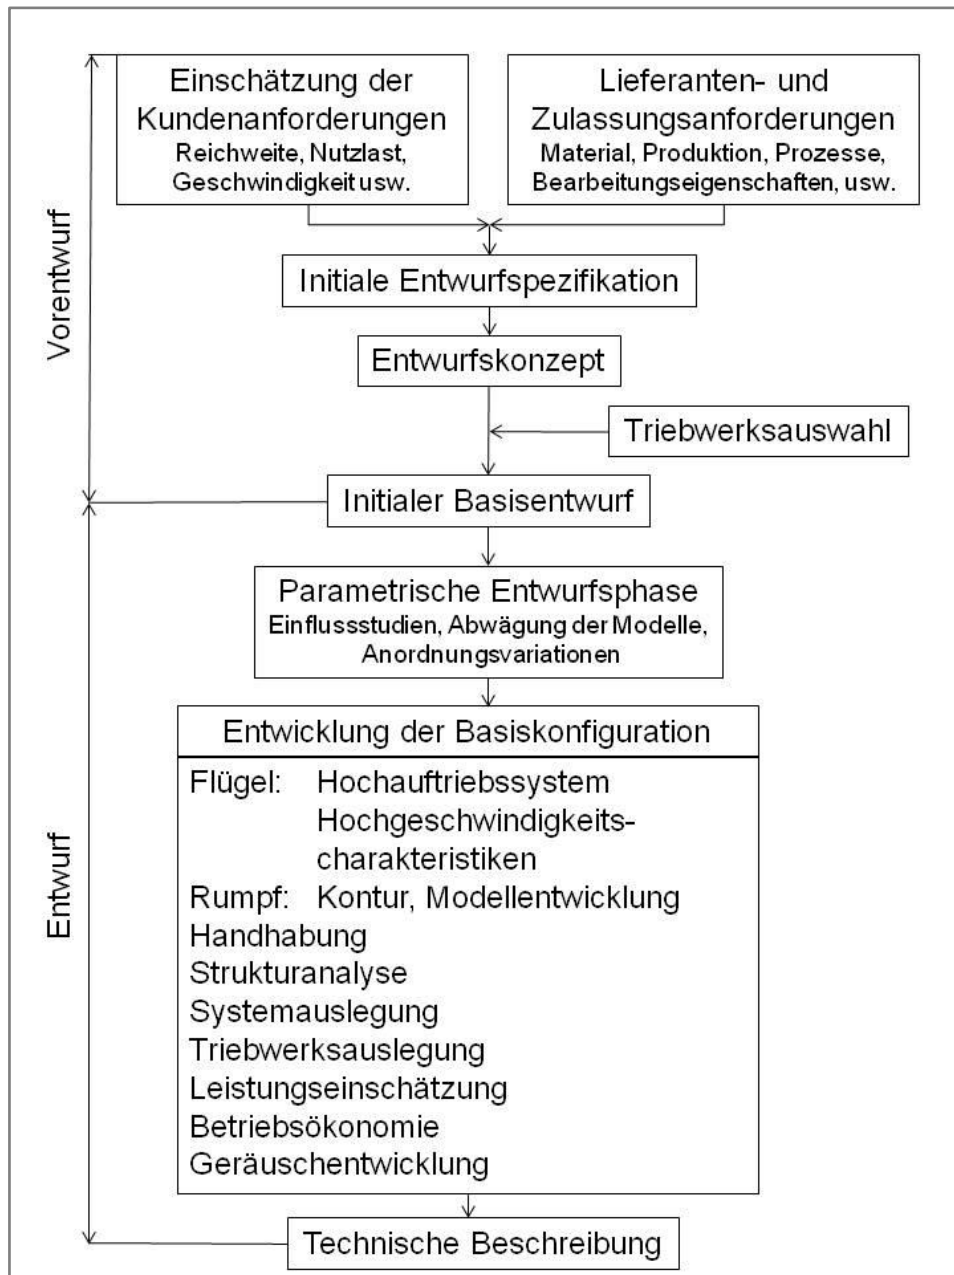 Einschätzung der
Kundenanforderungen
Reichweite, Nutzlast,
Geschwindigkeit usw.
Lieferanten- und
Zulassungsanforderungen
Material, Produktion, Prozesse,
Bearbeitungseigenschaften, usw.
Vorentwurf
Initiale Entwurfspezifikation
Entwurfskonzept
Triebwerksauswahl
Initialer Basisentwurf
Parametrische Entwurfsphase
Einflussstudien, Abwägung der Modelle,
Anordnungsvariationen
Entwurf
Entwicklung der Basiskonfiguration
Flügel: Hochauftriebssystem
Hochgeschwindigkeits-
charakteristiken
Rumpf: Kontur, Modellentwicklung
Handhabung
Strukturanalyse
Systemauslegung
Triebwerksauslegung
Leistungseinschätzung
Betriebsökonomie
Geräuschentwicklung
Technische Beschreibung